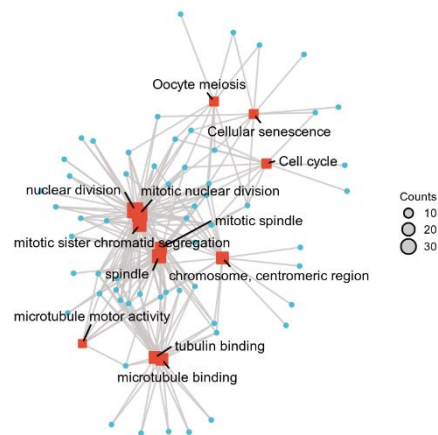 Oocyte meiosis
Cellular senescence
Cell cycle
nuclear division
mitotic nuclear division
Counts
10
20
30
mitotic spindle
mitotic sister chromatid segregation
spindle
chromosome, centromeric region
microtubule motor activity
tubulin binding
microtubule binding